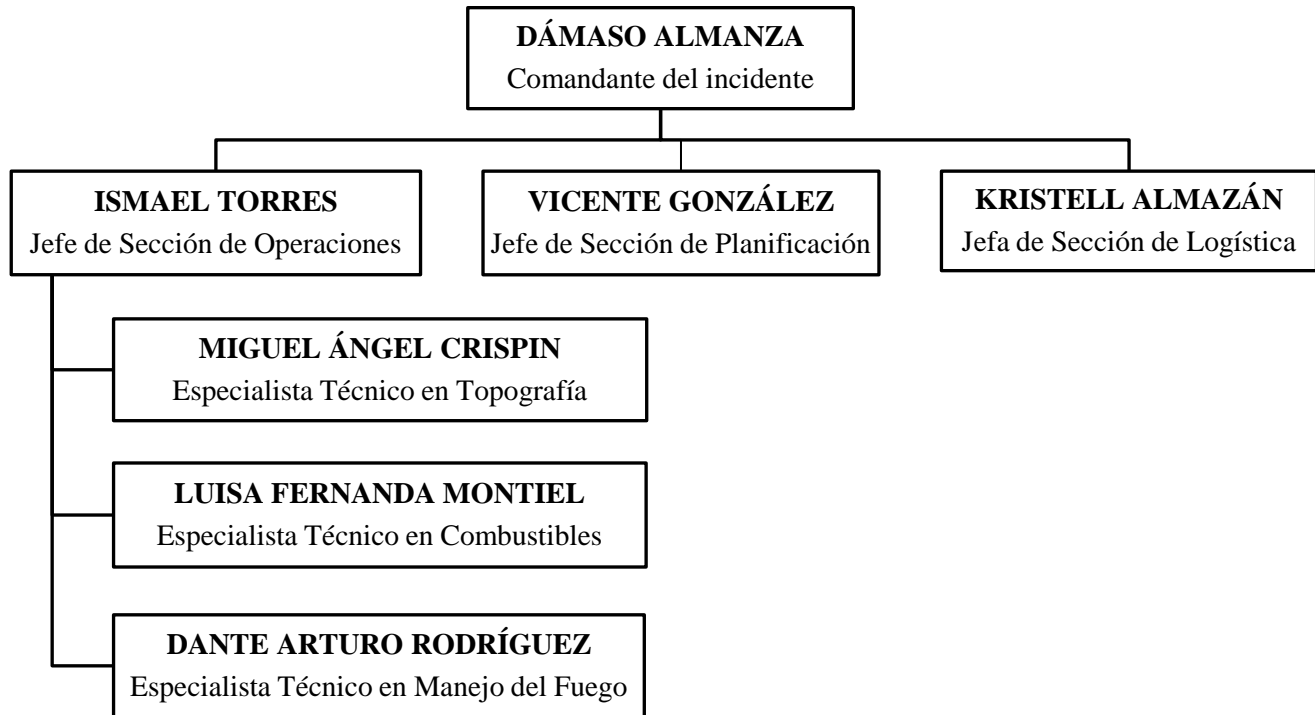 DÁMASO ALMANZA
Comandante del incidente
ISMAEL TORRES
Jefe de Sección de Operaciones
VICENTE GONZÁLEZ
Jefe de Sección de Planificación
KRISTELL ALMAZÁN
Jefa de Sección de Logística
MIGUEL ÁNGEL CRISPIN
Especialista Técnico en Topografía
LUISA FERNANDA MONTIEL
Especialista Técnico en Combustibles
DANTE ARTURO RODRÍGUEZ
Especialista Técnico en Manejo del Fuego